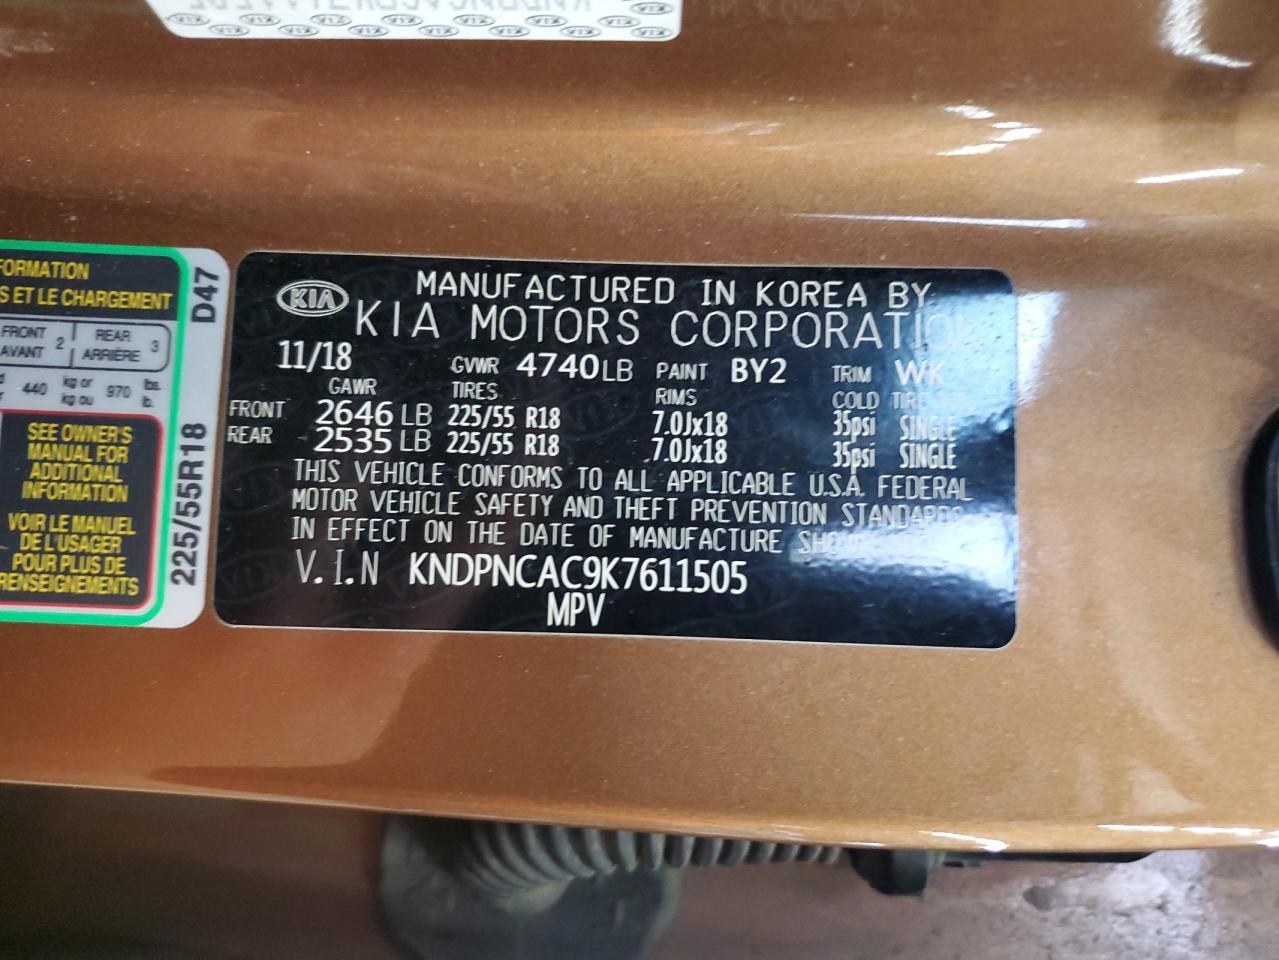 FORMATION
S ET LE CHARGEMENT
FRONT
AVANT 2
REAR
ARRIÈRE 3
440 kg or
kg ou 970 lbs.
lb.
SEE OWNER'S
MANUAL FOR
ADDITIONAL
INFORMATION
VOIR LE MANUEL
DE L'USAGER
POUR PLUS DE
RENSEIGNEMENTS
225/55R18 D47
KIA
MANUFACTURED IN KOREA BY
KIA MOTORS CORPORATION
11/18 GVWR 4740LB PAINT BY2 TRIM WK
GAWR TIRES RIMS COLD TIRE
FRONT 2646 LB 225/55 R18 7.0Jx18 35psi SINGLE
REAR 2535 LB 225/55 R18 7.0Jx18 35psi SINGLE
THIS VEHICLE CONFORMS TO ALL APPLICABLE U.S.A. FEDERAL
MOTOR VEHICLE SAFETY AND THEFT PREVENTION STANDARDS
IN EFFECT ON THE DATE OF MANUFACTURE SHOWN
V.I.N KNDPNCAC9K7611505
MPV